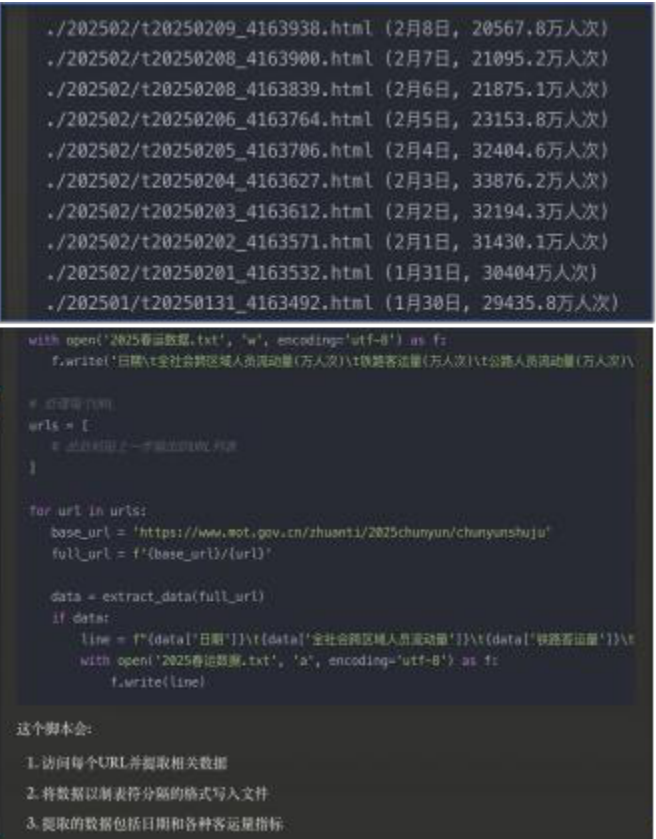 ./202502/t20250209_4163938.html (2月8日, 20567.8万人次)
./202502/t20250208_4163900.html (2月7日, 21095.2万人次)
./202502/t20250208_4163839.html (2月6日, 21875.1万人次)
./202502/t20250206_4163764.html (2月5日, 23153.8万人次)
./202502/t20250205_4163706.html (2月4日, 32404.6万人次)
./202502/t20250204_4163627.html (2月3日, 33876.2万人次)
./202502/t20250203_4163612.html (2月2日, 32194.3万人次)
./202502/t20250202_4163571.html (2月1日, 31430.1万人次)
./202502/t20250201_4163532.html (1月31日, 30404万人次)
./202501/t20250131_4163492.html (1月30日, 29435.8万人次)
with open('2025春运数据.txt', 'w', encoding='utf-8') as f:
f.write('日期\t全社会跨区域人员流动量(万人次)\t铁路客运量(万人次)\t公路人员流动量(万人次)\
# 处理每个URL
urls = [
#
]
for url in urls:
base_url = 'https://www.mot.gov.cn/zhuanti/2025chunyun/chunyunshuju'
full_url = f'{base_url}/{url}'
data = extract_data(full_url)
if data:
line = f"{data['日期']}\t{data['全社会跨区域人员流动量']}\t{data['铁路客运量']}\t
with open('2025春运数据.txt', 'a', encoding='utf-8') as f:
f.write(line)
这个脚本会:
1. 访问每个URL并提取相关数据
2. 将数据以制表符分隔的格式写入文件
3. 提取的数据包括日期和各种客运量指标